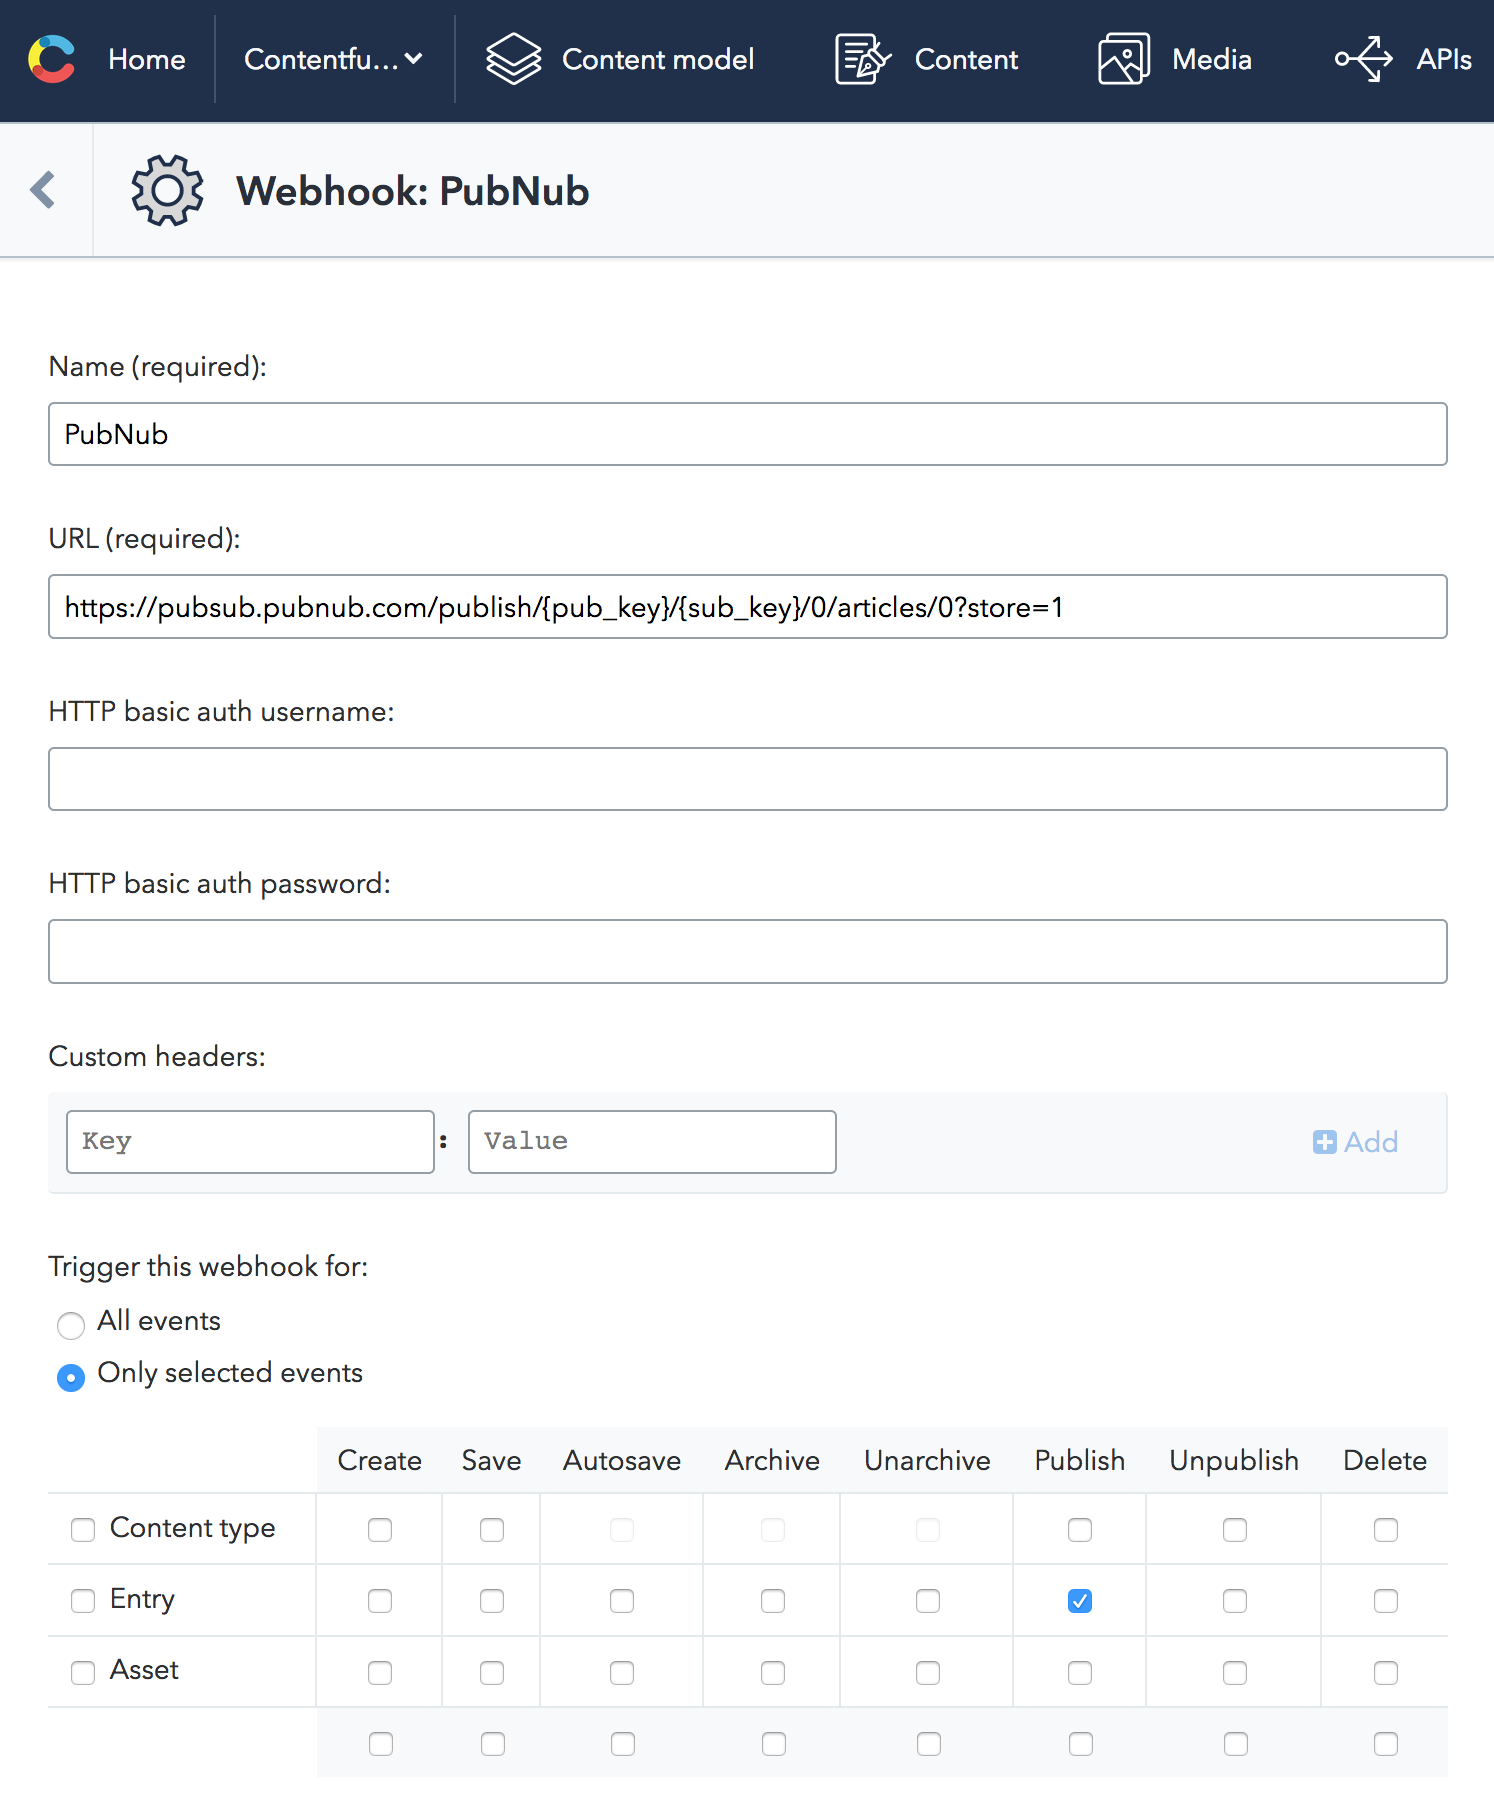 Home Contentfu... Content model Content Media APIs
Webhook: PubNub
Name (required):
PubNub
URL (required):
https://pubsub.pubnub.com/publish/{pub_key}/{sub_key}/0/articles/0?store=1
HTTP basic auth username:
HTTP basic auth password:
Custom headers:
Key : Value Add
Trigger this webhook for:
All events
Only selected events
Create Save Autosave Archive Unarchive Publish Unpublish Delete
Content type
Entry
Asset